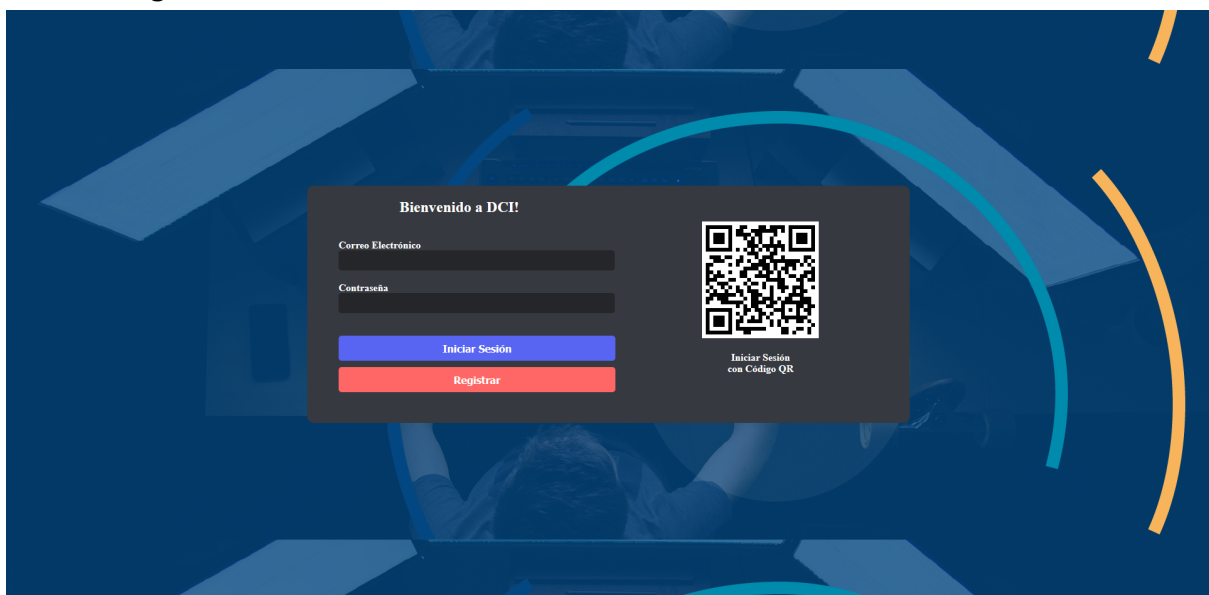 Bienvenido a DCI!
Correo Electrónico
Contraseña
Iniciar Sesión
Registrar
Iniciar Sesión
con Código QR